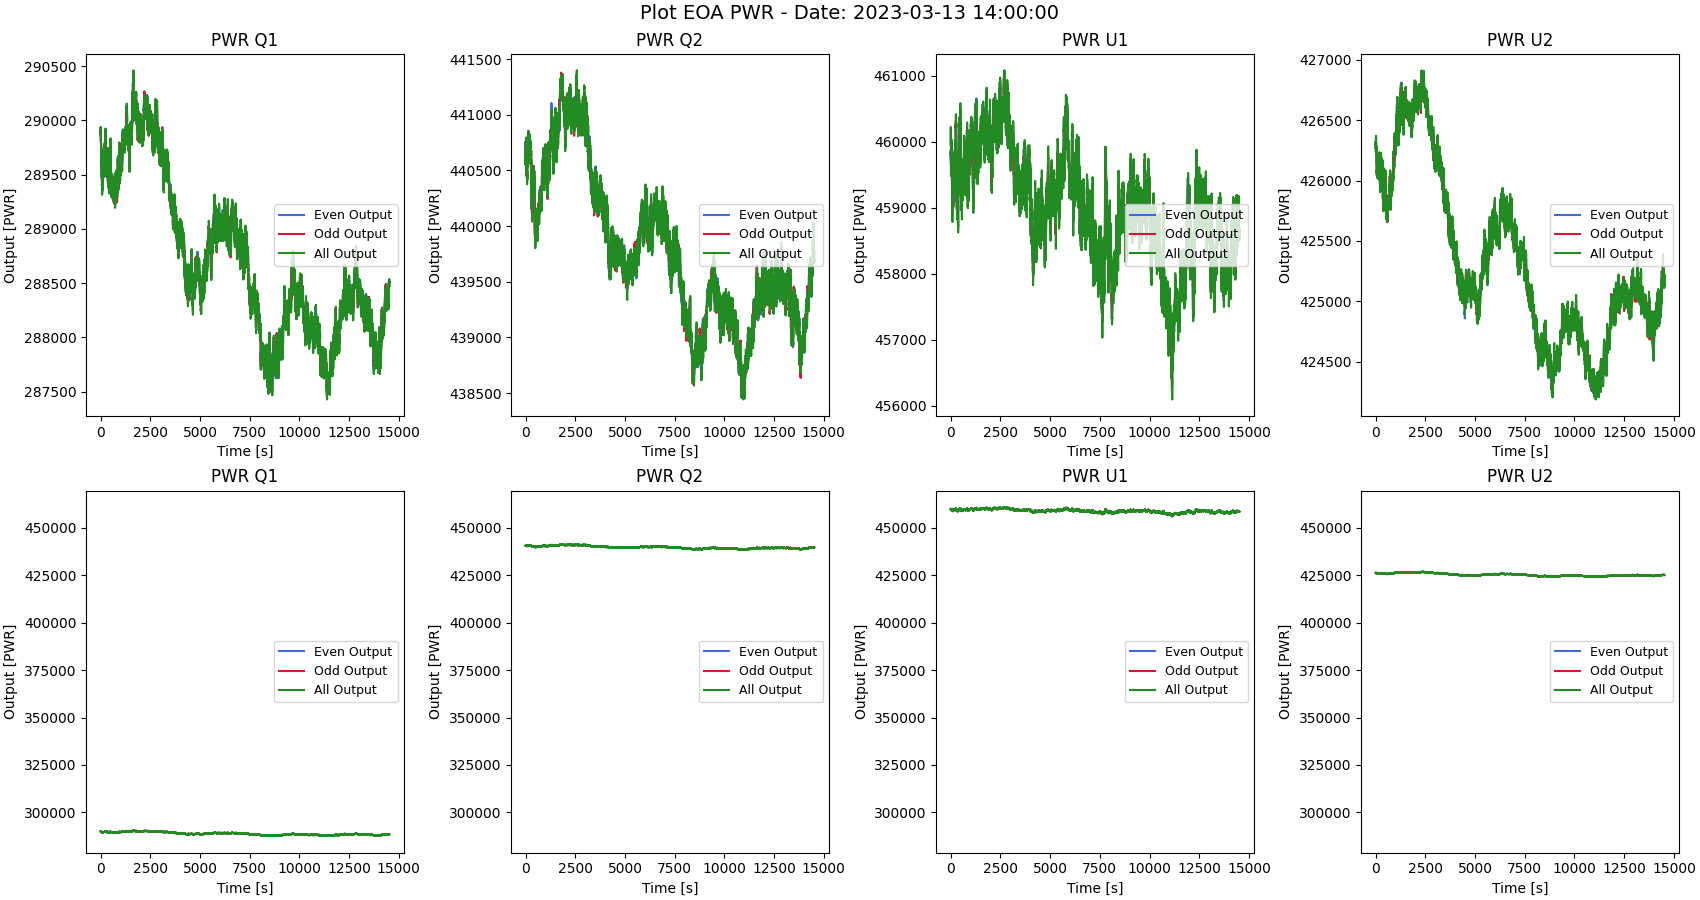 Plot EOA PWR - Date: 2023-03-13 14:00:00
PWR Q1
290500
290000
289500
289000
288500
288000
287500
0 2500 5000 7500 10000 12500 15000
Output [PWR]
Time [s]
Even Output
Odd Output
All Output
PWR Q2
441500
441000
440500
440000
439500
439000
438500
0 2500 5000 7500 10000 12500 15000
Output [PWR]
Time [s]
Even Output
Odd Output
All Output
PWR U1
461000
460000
459000
458000
457000
456000
0 2500 5000 7500 10000 12500 15000
Output [PWR]
Time [s]
Even Output
Odd Output
All Output
PWR U2
427000
426500
426000
425500
425000
424500
0 2500 5000 7500 10000 12500 15000
Output [PWR]
Time [s]
Even Output
Odd Output
All Output
PWR Q1
450000
425000
400000
375000
350000
325000
300000
0 2500 5000 7500 10000 12500 15000
Output [PWR]
Time [s]
Even Output
Odd Output
All Output
PWR Q2
450000
425000
400000
375000
350000
325000
300000
0 2500 5000 7500 10000 12500 15000
Output [PWR]
Time [s]
Even Output
Odd Output
All Output
PWR U1
450000
425000
400000
375000
350000
325000
300000
0 2500 5000 7500 10000 12500 15000
Output [PWR]
Time [s]
Even Output
Odd Output
All Output
PWR U2
450000
425000
400000
375000
350000
325000
300000
0 2500 5000 7500 10000 12500 15000
Output [PWR]
Time [s]
Even Output
Odd Output
All Output